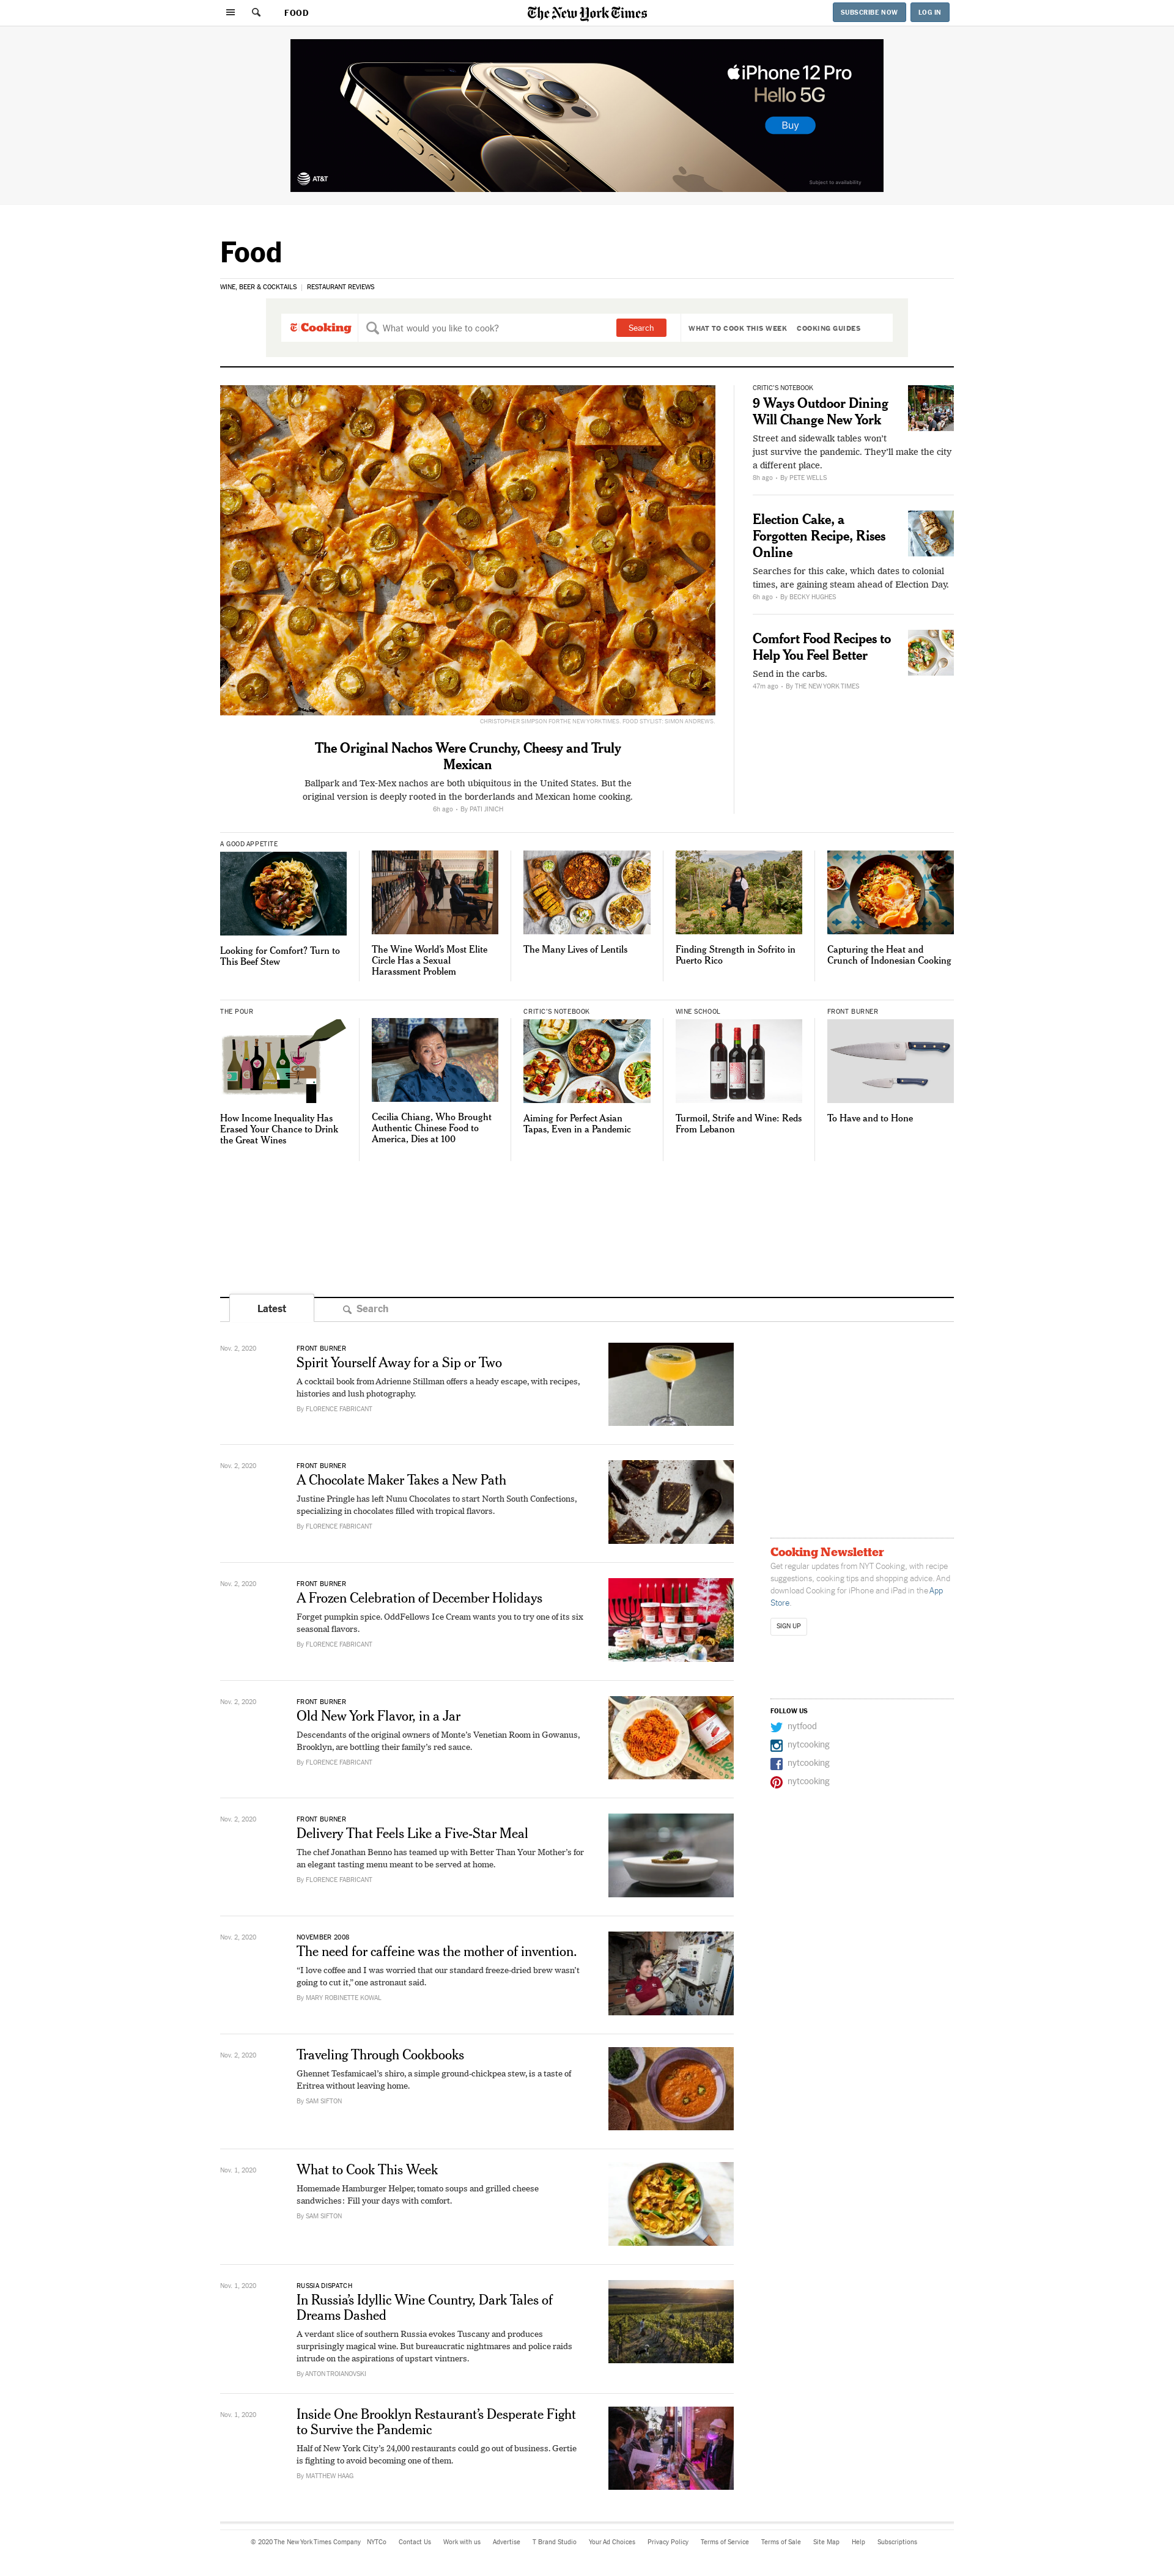 FOOD
The New York Times
SUBSCRIBE NOW
LOG IN
iPhone 12 Pro
Hello 5G
Buy
AT&T
Subject to availability
Food
WINE, BEER & COCKTAILS | RESTAURANT REVIEWS
Cooking
What would you like to cook?
Search
WHAT TO COOK THIS WEEK
COOKING GUIDES
CHRISTOPHER SIMPSON FOR THE NEW YORK TIMES. FOOD STYLIST: SIMON ANDREWS.
The Original Nachos Were Crunchy, Cheesy and Truly
Mexican
Ballpark and Tex-Mex nachos are both ubiquitous in the United States. But the
original version is deeply rooted in the borderlands and Mexican home cooking.
6h ago • By PATI JINICH
CRITIC'S NOTEBOOK
9 Ways Outdoor Dining
Will Change New York
Street and sidewalk tables won't
just survive the pandemic. They'll make the city
a different place.
8h ago • By PETE WELLS
Election Cake, a
Forgotten Recipe, Rises
Online
Searches for this cake, which dates to colonial
times, are gaining steam ahead of Election Day.
6h ago • By BECKY HUGHES
Comfort Food Recipes to
Help You Feel Better
Send in the carbs.
47m ago • By THE NEW YORK TIMES
A GOOD APPETITE
Looking for Comfort? Turn to
This Beef Stew
The Wine World's Most Elite
Circle Has a Sexual
Harassment Problem
The Many Lives of Lentils
Finding Strength in Sofrito in
Puerto Rico
Capturing the Heat and
Crunch of Indonesian Cooking
THE POUR
How Income Inequality Has
Erased Your Chance to Drink
the Great Wines
Cecilia Chiang, Who Brought
Authentic Chinese Food to
America, Dies at 100
CRITIC'S NOTEBOOK
Aiming for Perfect Asian
Tapas, Even in a Pandemic
WINE SCHOOL
Turmoil, Strife and Wine: Reds
From Lebanon
FRONT BURNER
To Have and to Hone
Latest
Search
Nov. 2, 2020
FRONT BURNER
Spirit Yourself Away for a Sip or Two
A cocktail book from Adrienne Stillman offers a heady escape, with recipes,
histories and lush photography.
By FLORENCE FABRICANT
Nov. 2, 2020
FRONT BURNER
A Chocolate Maker Takes a New Path
Justine Pringle has left Nunu Chocolates to start North South Confections,
specializing in chocolates filled with tropical flavors.
By FLORENCE FABRICANT
Nov. 2, 2020
FRONT BURNER
A Frozen Celebration of December Holidays
Forget pumpkin spice. OddFellows Ice Cream wants you to try one of its six
seasonal flavors.
By FLORENCE FABRICANT
Nov. 2, 2020
FRONT BURNER
Old New York Flavor, in a Jar
Descendants of the original owners of Monte's Venetian Room in Gowanus,
Brooklyn, are bottling their family's red sauce.
By FLORENCE FABRICANT
Nov. 2, 2020
FRONT BURNER
Delivery That Feels Like a Five-Star Meal
The chef Jonathan Benno has teamed up with Better Than Your Mother's for
an elegant tasting menu meant to be served at home.
By FLORENCE FABRICANT
Nov. 2, 2020
NOVEMBER 2008
The need for caffeine was the mother of invention.
“I love coffee and I was worried that our standard freeze-dried brew wasn't
going to cut it,” one astronaut said.
By MARY ROBINETTE KOWAL
Nov. 2, 2020
Traveling Through Cookbooks
Ghennet Tesfamicael's shiro, a simple ground-chickpea stew, is a taste of
Eritrea without leaving home.
By SAM SIFTON
Nov. 1, 2020
What to Cook This Week
Homemade Hamburger Helper, tomato soups and grilled cheese
sandwiches: Fill your days with comfort.
By SAM SIFTON
Nov. 1, 2020
RUSSIA DISPATCH
In Russia's Idyllic Wine Country, Dark Tales of
Dreams Dashed
A verdant slice of southern Russia evokes Tuscany and produces
surprisingly magical wine. But bureaucratic nightmares and police raids
intrude on the aspirations of upstart vintners.
By ANTON TROIANOVSKI
Nov. 1, 2020
Inside One Brooklyn Restaurant's Desperate Fight
to Survive the Pandemic
Half of New York City's 24,000 restaurants could go out of business. Gertie
is fighting to avoid becoming one of them.
By MATTHEW HAAG
Cooking Newsletter
Get regular updates from NYT Cooking, with recipe
suggestions, cooking tips and shopping advice. And
download Cooking for iPhone and iPad in the App
Store.
SIGN UP
FOLLOW US
nytfood
nytcooking
nytcooking
nytcooking
© 2020 The New York Times Company NYTCo Contact Us Work with us Advertise T Brand Studio Your Ad Choices Privacy Policy Terms of Service Terms of Sale Site Map Help Subscriptions